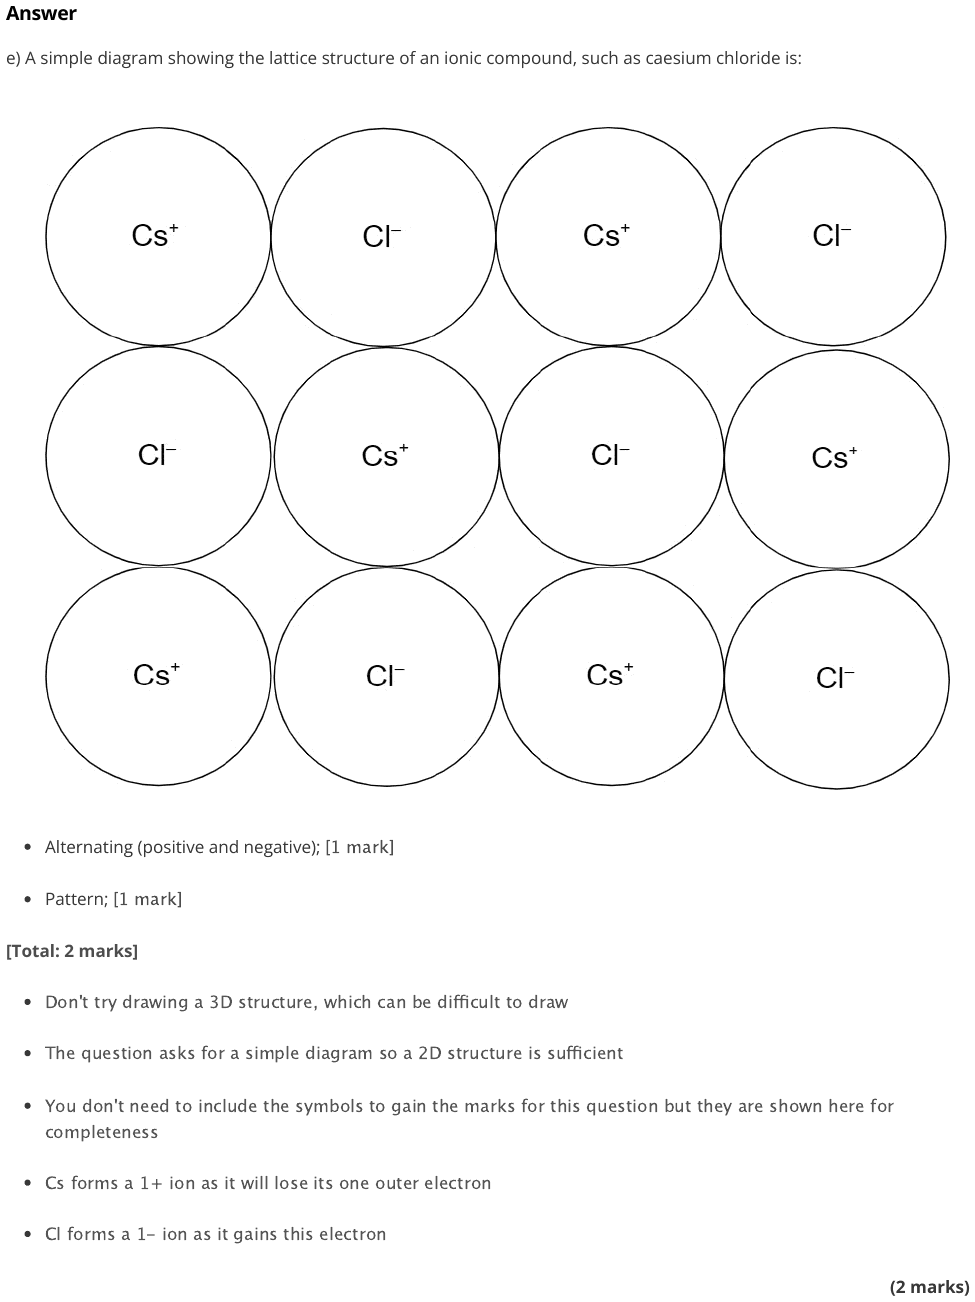 Answer
e) A simple diagram showing the lattice structure of an ionic compound, such as caesium chloride is:
Cs⁺ Cl⁻ Cs⁺ Cl⁻
Cl⁻ Cs⁺ Cl⁻ Cs⁺
Cs⁺ Cl⁻ Cs⁺ Cl⁻
• Alternating (positive and negative); [1 mark]
• Pattern; [1 mark]
[Total: 2 marks]
• Don't try drawing a 3D structure, which can be difficult to draw
• The question asks for a simple diagram so a 2D structure is sufficient
• You don't need to include the symbols to gain the marks for this question but they are shown here for
completeness
• Cs forms a 1+ ion as it will lose its one outer electron
• Cl forms a 1– ion as it gains this electron
(2 marks)